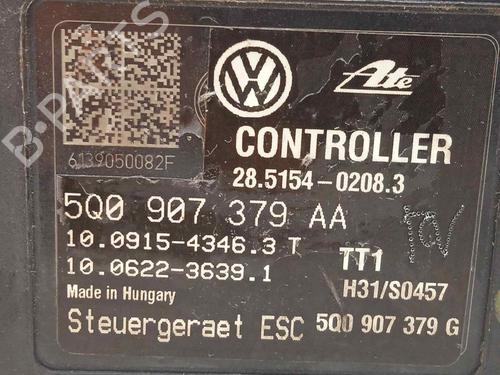 VW Ate
6139050082F
CONTROLLER
28.5154-0208.3
5Q0 907 379 AA
10.0915-4346.3 T TT1
10.0622-3639.1
Made in Hungary H31/S0457
Steuergeraet ESC 5Q0 907 379 G
B-PARTS